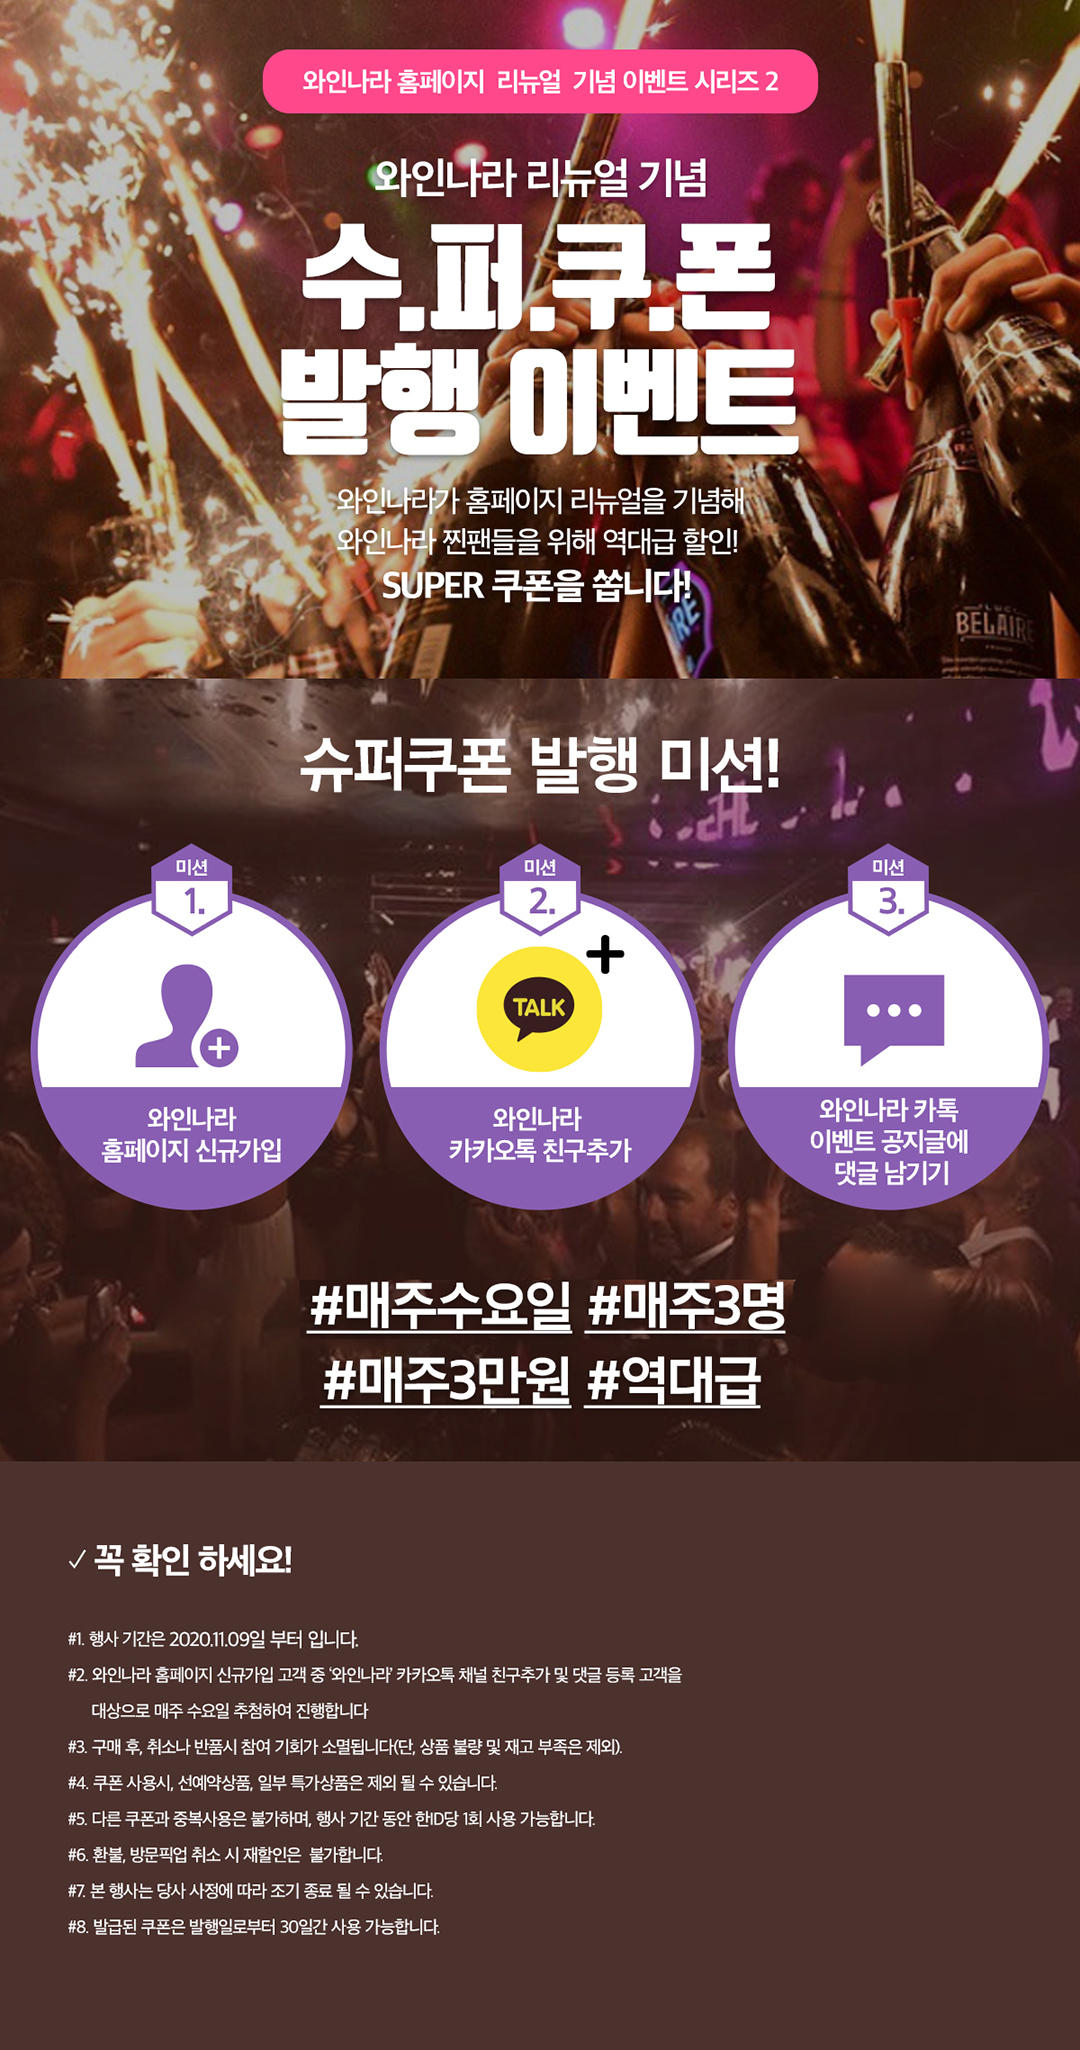 와인나라 홈페이지 리뉴얼 기념 이벤트 시리즈 2
와인나라 리뉴얼 기념
수.퍼.쿠.폰
발행 이벤트
와인나라가 홈페이지 리뉴얼을 기념해
와인나라 찐팬들을 위해 역대급 할인!
SUPER 쿠폰을 쏩니다!
BELAIRE
슈퍼쿠폰 발행 미션!
미션
1.
와인나라
홈페이지 신규가입
미션
2.
TALK
와인나라
카카오톡 친구추가
미션
3.
와인나라 카톡
이벤트 공지글에
댓글 남기기
#매주수요일 #매주3명
#매주3만원 #역대급
✓ 꼭 확인 하세요!
#1. 행사 기간은 2020.11.09일 부터 입니다.
#2. 와인나라 홈페이지 신규가입 고객 중 ‘와인나라’ 카카오톡 채널 친구추가 및 댓글 등록 고객을
대상으로 매주 수요일 추첨하여 진행합니다
#3. 구매 후, 취소나 반품시 참여 기회가 소멸됩니다(단, 상품 불량 및 재고 부족은 제외).
#4. 쿠폰 사용시, 선예약상품, 일부 특가상품은 제외 될 수 있습니다.
#5. 다른 쿠폰과 중복사용은 불가하며, 행사 기간 동안 한ID당 1회 사용 가능합니다.
#6. 환불, 방문픽업 취소 시 재할인은 불가합니다.
#7. 본 행사는 당사 사정에 따라 조기 종료 될 수 있습니다.
#8. 발급된 쿠폰은 발행일로부터 30일간 사용 가능합니다.